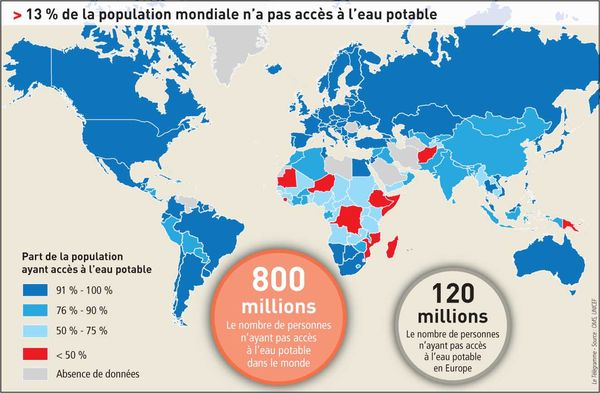 > 13 % de la population mondiale n'a pas accès à l'eau potable
Part de la population
ayant accès à l'eau potable
91 % - 100 %
76 % - 90 %
50 % - 75 %
< 50 %
Absence de données
800
millions
Le nombre de personnes
n'ayant pas accès
à l'eau potable
dans le monde
120
millions
Le nombre de personnes
n'ayant pas accès
à l'eau potable
en Europe
Le Télégramme - Source : OMS, UNICEF